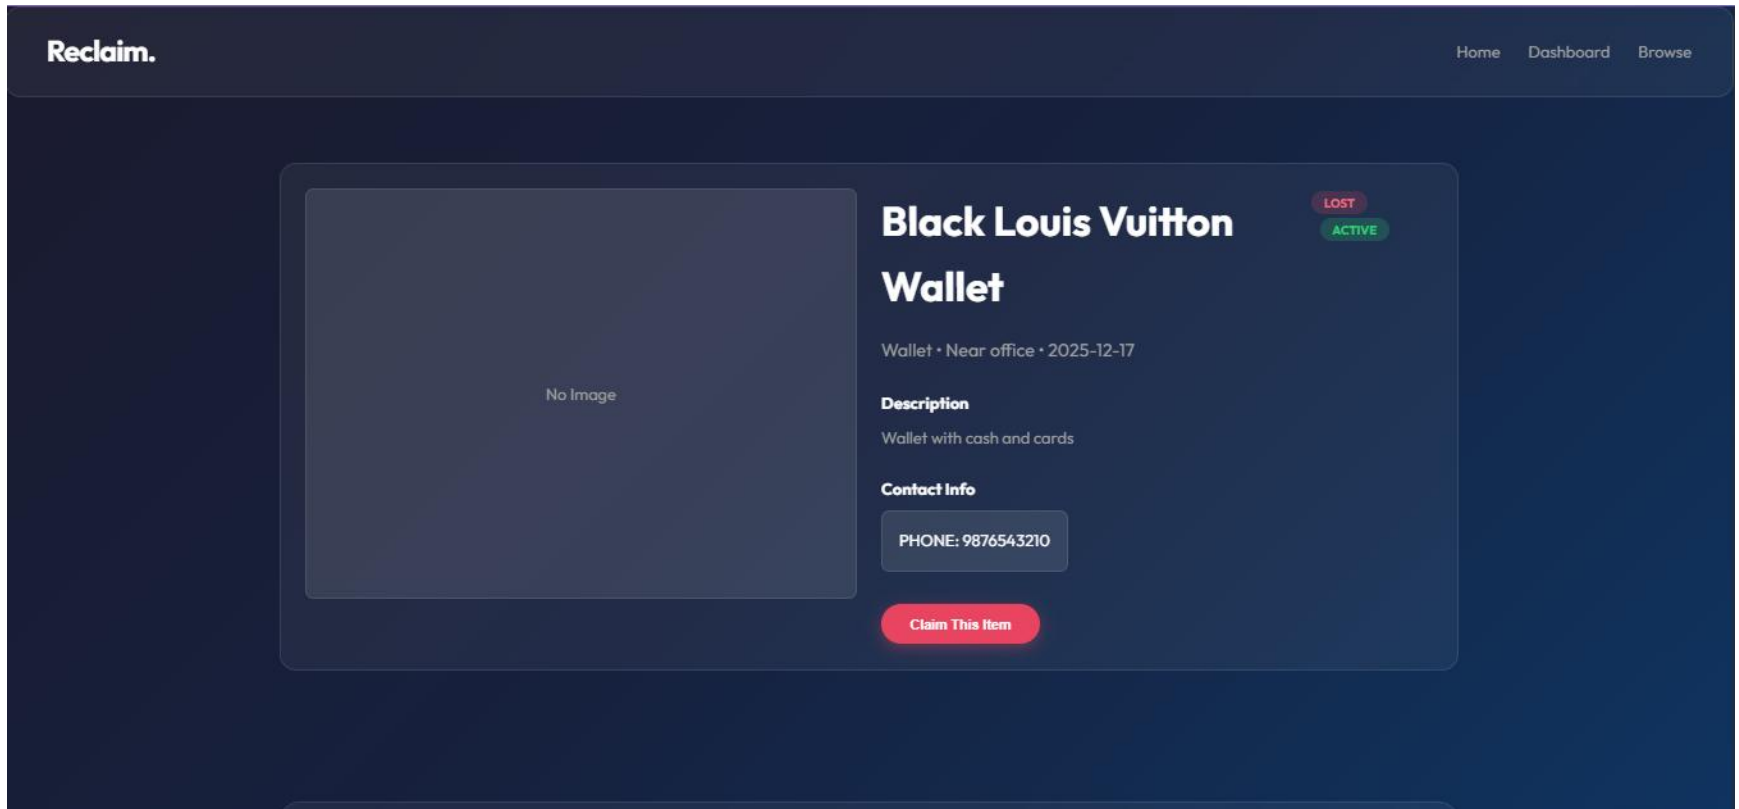 Reclaim.
Home Dashboard Browse
No Image
Black Louis Vuitton
Wallet
LOST
ACTIVE
Wallet • Near office • 2025-12-17
Description
Wallet with cash and cards
Contact Info
PHONE: 9876543210
Claim This Item